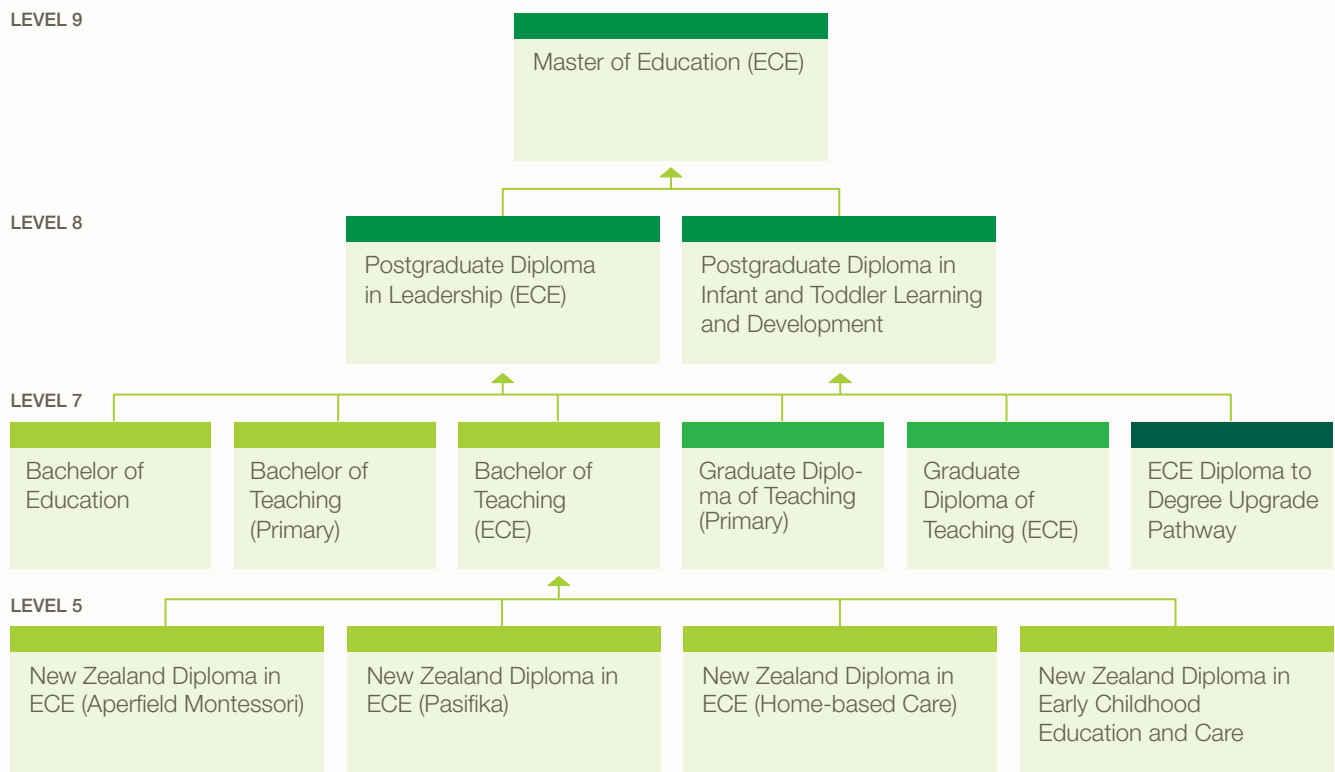 LEVEL 9
Master of Education (ECE)
LEVEL 8
Postgraduate Diploma
in Leadership (ECE)
Postgraduate Diploma in
Infant and Toddler Learning
and Development
LEVEL 7
Bachelor of
Education
Bachelor of
Teaching
(Primary)
Bachelor of
Teaching
(ECE)
Graduate Diplo-
ma of Teaching
(Primary)
Graduate
Diploma of
Teaching (ECE)
ECE Diploma to
Degree Upgrade
Pathway
LEVEL 5
New Zealand Diploma in
ECE (Aperfield Montessori)
New Zealand Diploma in
ECE (Pasifika)
New Zealand Diploma in
ECE (Home-based Care)
New Zealand Diploma in
Early Childhood
Education and Care